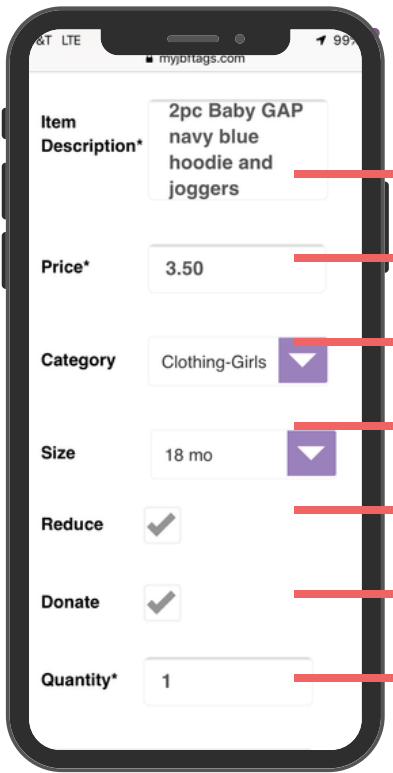 &T LTE
99%
myjbftags.com
Item
Description*
2pc Baby GAP
navy blue
hoodie and
joggers
Price*
3.50
Category
Clothing-Girls
Size
18 mo
Reduce
Donate
Quantity*
1